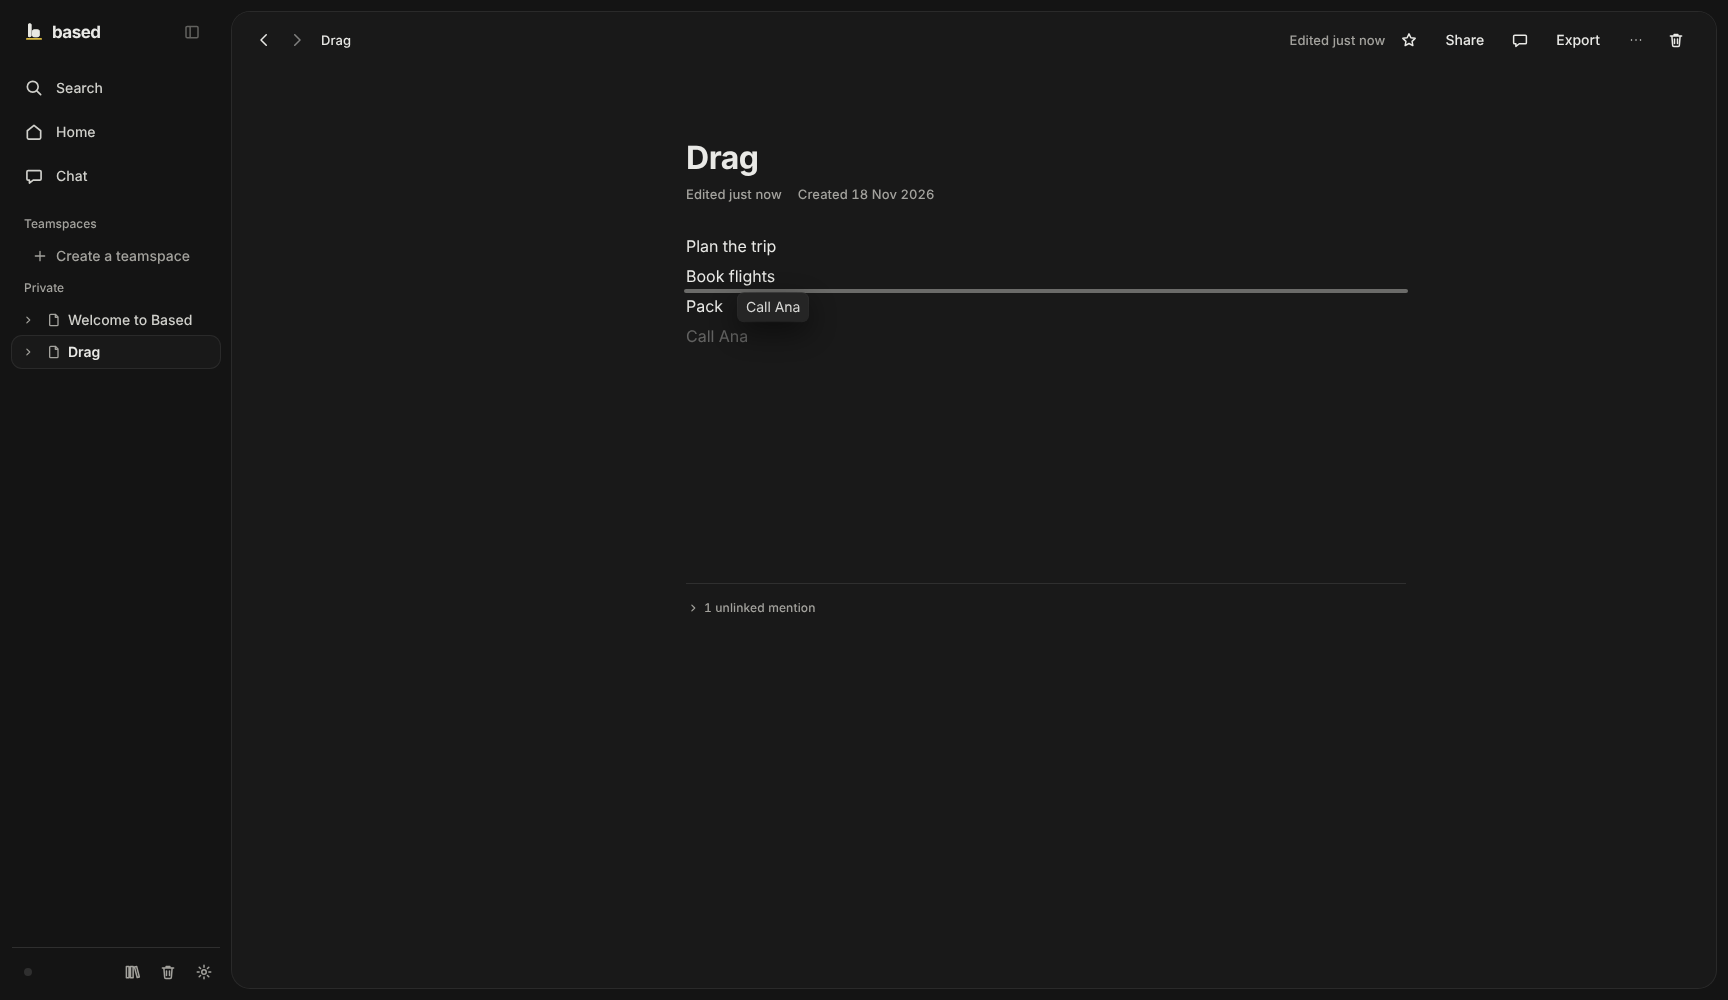 based
Search
Home
Chat
Teamspaces
Create a teamspace
Private
Welcome to Based
Drag
Drag
Edited just now
Share
Export
Drag
Edited just now Created 18 Nov 2026
Plan the trip
Book flights
Pack
Call Ana
Call Ana
1 unlinked mention